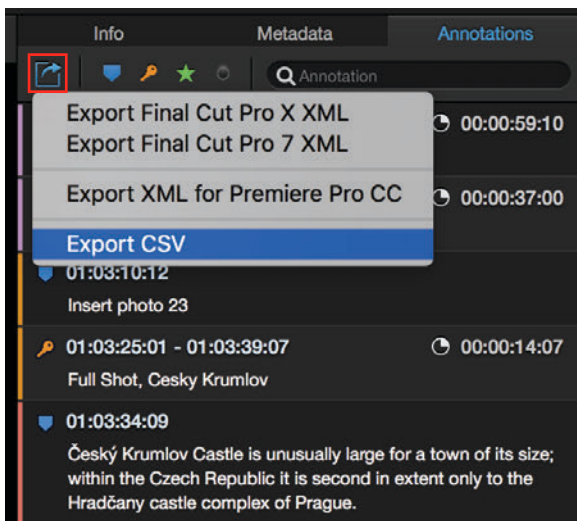 Info Metadata Annotations
Annotation
Export Final Cut Pro X XML
00:00:59:10
Export Final Cut Pro 7 XML
Export XML for Premiere Pro CC
00:00:37:00
Export CSV
01:03:10:12
Insert photo 23
01:03:25:01 - 01:03:39:07 00:00:14:07
Full Shot, Cesky Krumlov
01:03:34:09
Český Krumlov Castle is unusually large for a town of its size;
within the Czech Republic it is second in extent only to the
Hradčany castle complex of Prague.